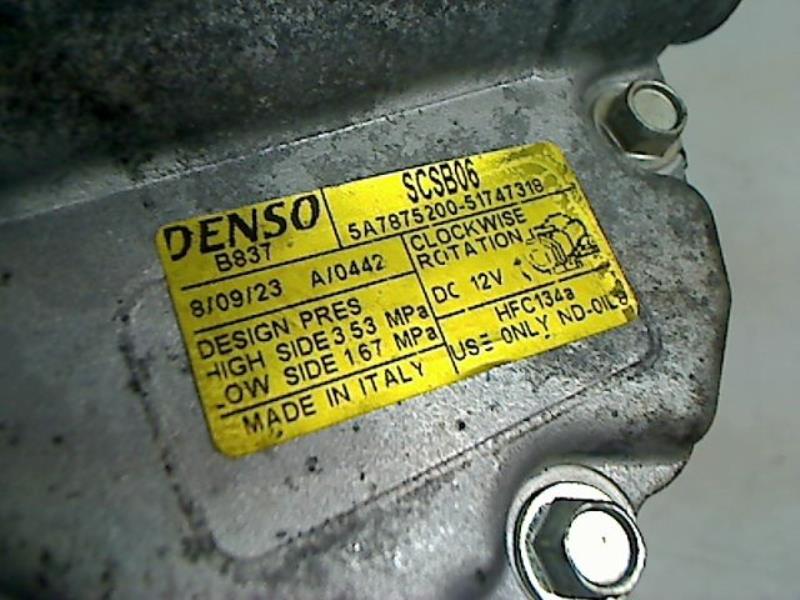 DENSO SCSB06
B837 5A7875200-51747318
8/09/23 A/0442 CLOCKWISE
ROTATION
DESIGN PRES DC 12V
HIGH SIDE 3.53 MPa HFC134a
LOW SIDE 1.67 MPa USE ONLY ND-OIL8
MADE IN ITALY